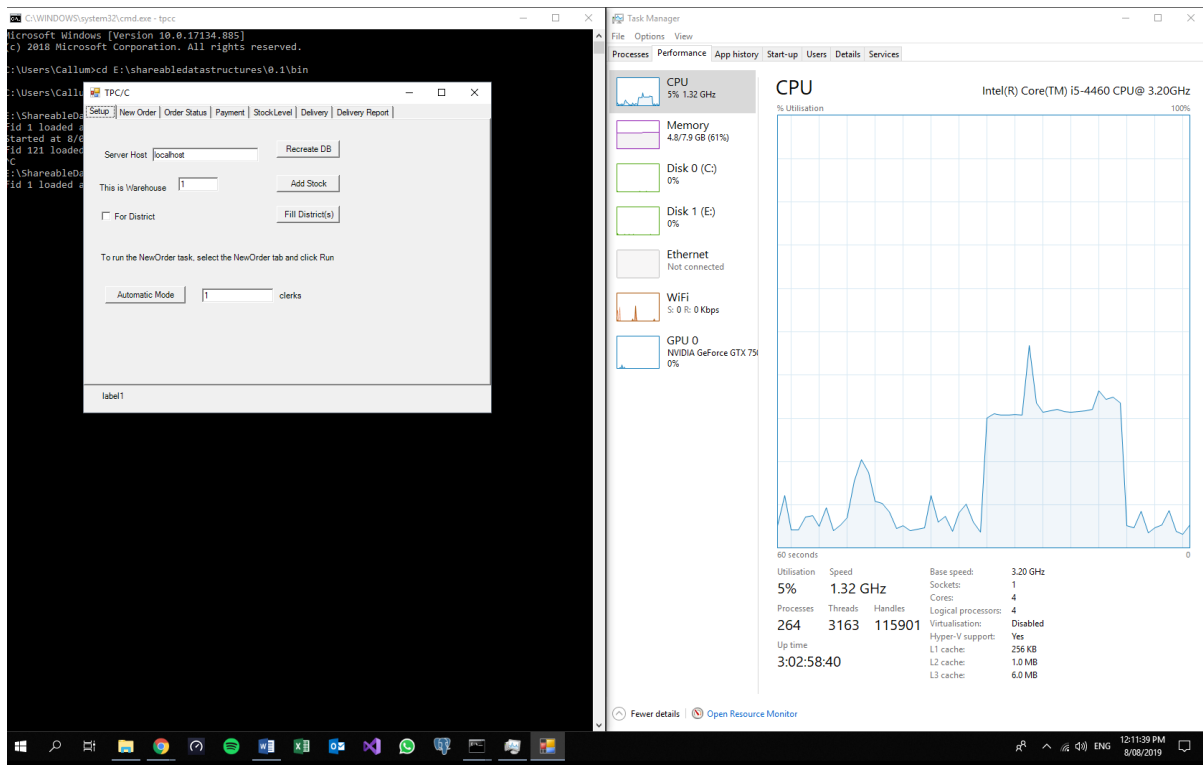 C:\WINDOWS\system32\cmd.exe - tpcc
Microsoft Windows [Version 10.0.17134.885]
(c) 2018 Microsoft Corporation. All rights reserved.
C:\Users\Callum>cd E:\shareabledatastructures\0.1\bin
C:\Users\Callu
E:\ShareableDa
Fid 1 loaded a
Started at 8/0
Fid 121 loaded
^C
E:\ShareableDa
Fid 1 loaded a
TPC/C
Setup New Order Order Status Payment StockLevel Delivery Delivery Report
Server Host localhost Recreate DB
This is Warehouse 1 Add Stock
For District Fill District(s)
To run the NewOrder task, select the NewOrder tab and click Run
Automatic Mode 1 clerks
label1
Task Manager
File Options View
Processes Performance App history Start-up Users Details Services
CPU
5% 1.32 GHz
Memory
4.8/7.9 GB (61%)
Disk 0 (C:)
0%
Disk 1 (E:)
0%
Ethernet
Not connected
WiFi
S: 0 R: 0 Kbps
GPU 0
NVIDIA GeForce GTX 750
0%
CPU Intel(R) Core(TM) i5-4460 CPU@ 3.20GHz
% Utilisation 100%
60 seconds 0
Utilisation Speed
5% 1.32 GHz
Processes Threads Handles
264 3163 115901
Up time
3:02:58:40
Base speed: 3.20 GHz
Sockets: 1
Cores: 4
Logical processors: 4
Virtualisation: Disabled
Hyper-V support: Yes
L1 cache: 256 KB
L2 cache: 1.0 MB
L3 cache: 6.0 MB
Fewer details Open Resource Monitor
ENG
12:11:39 PM
8/08/2019